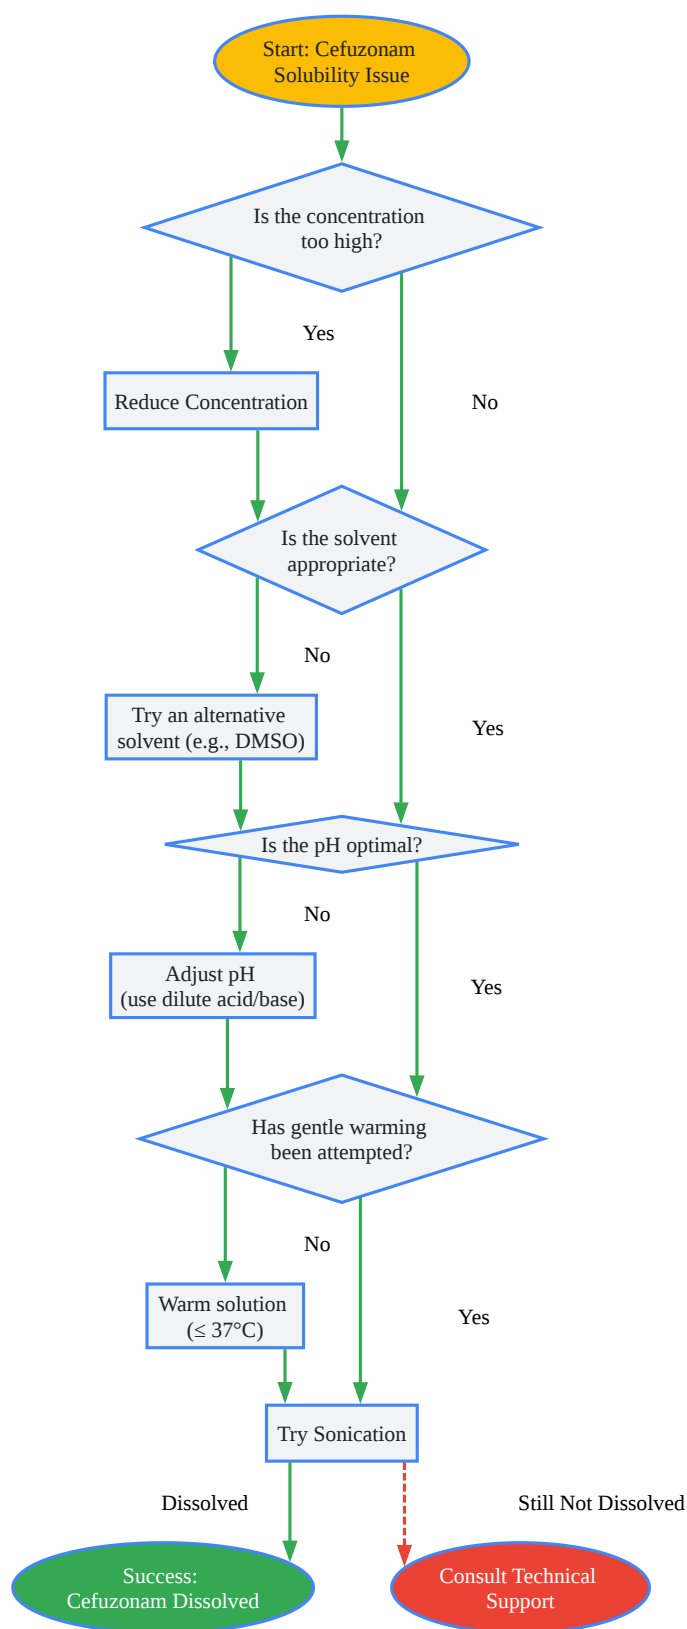 Start: Cefuzonam
Solubility Issue
Is the concentration
too high?
Yes
Reduce Concentration
No
Is the solvent
appropriate?
No
Try an alternative
solvent (e.g., DMSO)
Yes
Is the pH optimal?
No
Adjust pH
(use dilute acid/base)
Yes
Has gentle warming
been attempted?
No
Warm solution
(≤ 37°C)
Yes
Try Sonication
Dissolved
Still Not Dissolved
Success:
Cefuzonam Dissolved
Consult Technical
Support